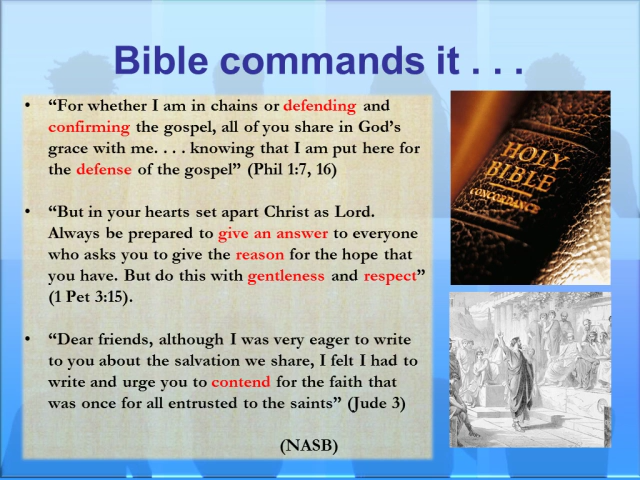 Bible commands it . . .
• “For whether I am in chains or defending and
confirming the gospel, all of you share in God’s
grace with me. . . . knowing that I am put here for
the defense of the gospel” (Phil 1:7, 16)
• “But in your hearts set apart Christ as Lord.
Always be prepared to give an answer to everyone
who asks you to give the reason for the hope that
you have. But do this with gentleness and respect”
(1 Pet 3:15).
• “Dear friends, although I was very eager to write
to you about the salvation we share, I felt I had to
write and urge you to contend for the faith that
was once for all entrusted to the saints” (Jude 3)
(NASB)
HOLY
BIBLE
CONCORDANCE